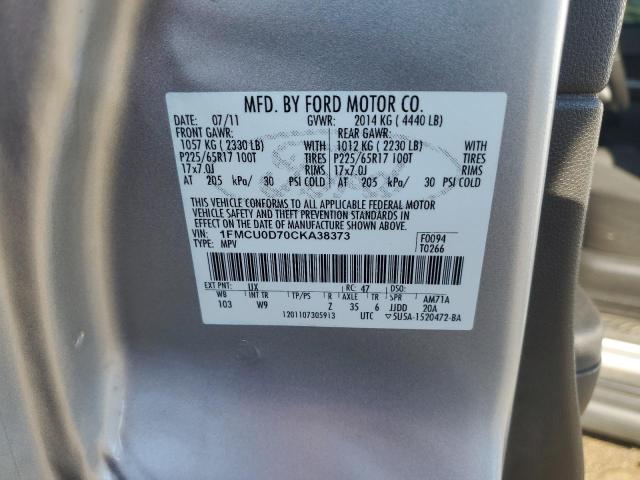 MFD. BY FORD MOTOR CO.
DATE: 07/11 GVWR: 2014 KG ( 4440 LB)
FRONT GAWR: REAR GAWR:
1057 KG ( 2330 LB) WITH 1012 KG ( 2230 LB) WITH
P225/65R17 100T TIRES P225/65R17 100T TIRES
17x7.0J RIMS 17x7.0J RIMS
AT 205 kPa/ 30 PSI COLD AT 205 kPa/ 30 PSI COLD
THIS VEHICLE CONFORMS TO ALL APPLICABLE FEDERAL MOTOR
VEHICLE SAFETY AND THEFT PREVENTION STANDARDS IN
EFFECT ON THE DATE OF MANUFACTURE SHOWN ABOVE.
VIN: 1FMCU0D70CKA38373 F0094
TYPE: MPV T0266
EXT PNT: UX RC: 47 DSO:
WB INT TR TP/PS R AXLE TR SPR AM71A
103 W9 Z 35 6 JJDD 20A
1201107305913 UTC ▽5U5A-1520472-BA